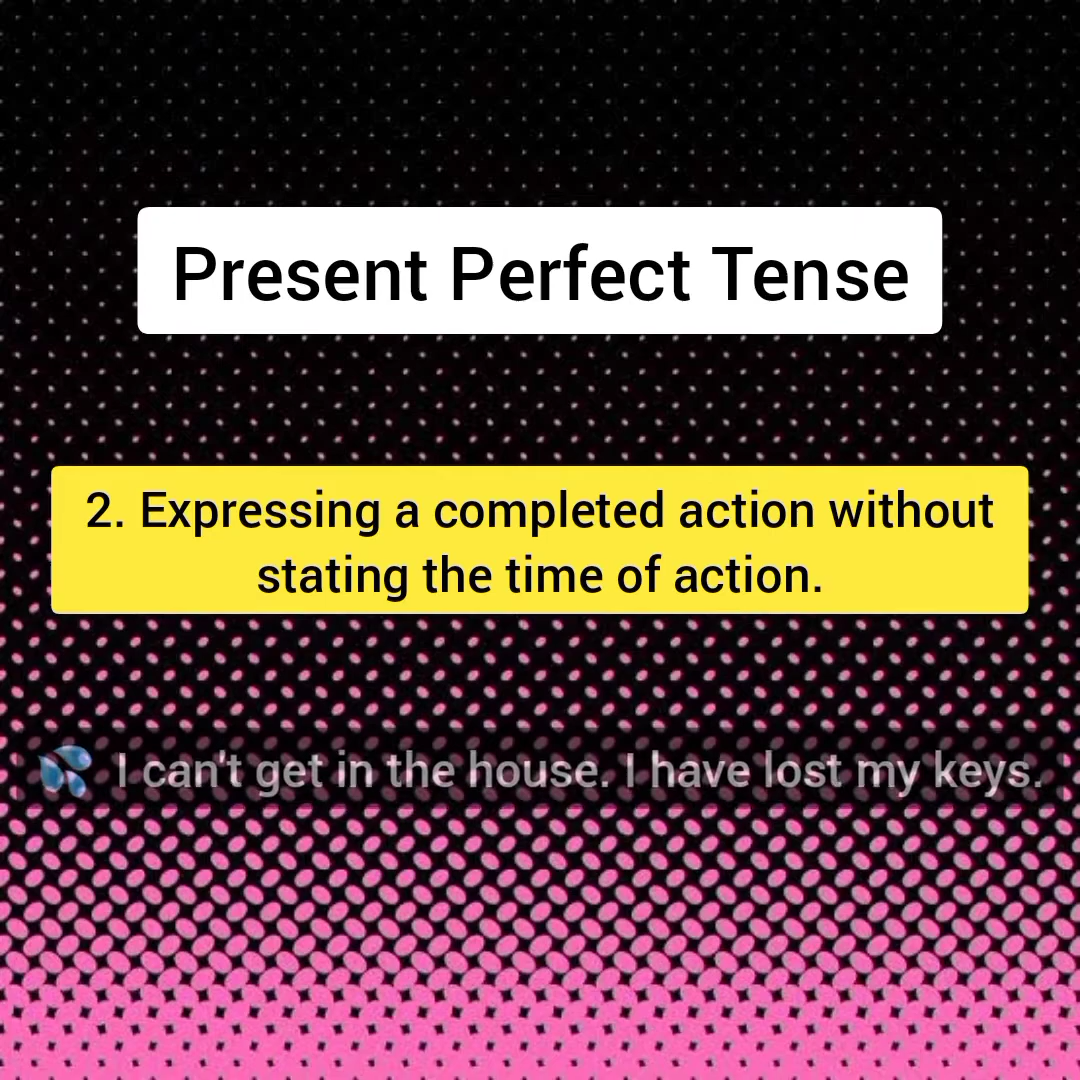 Present Perfect Tense
2. Expressing a completed action without
stating the time of action.
💦 I can't get in the house. I have lost my keys.